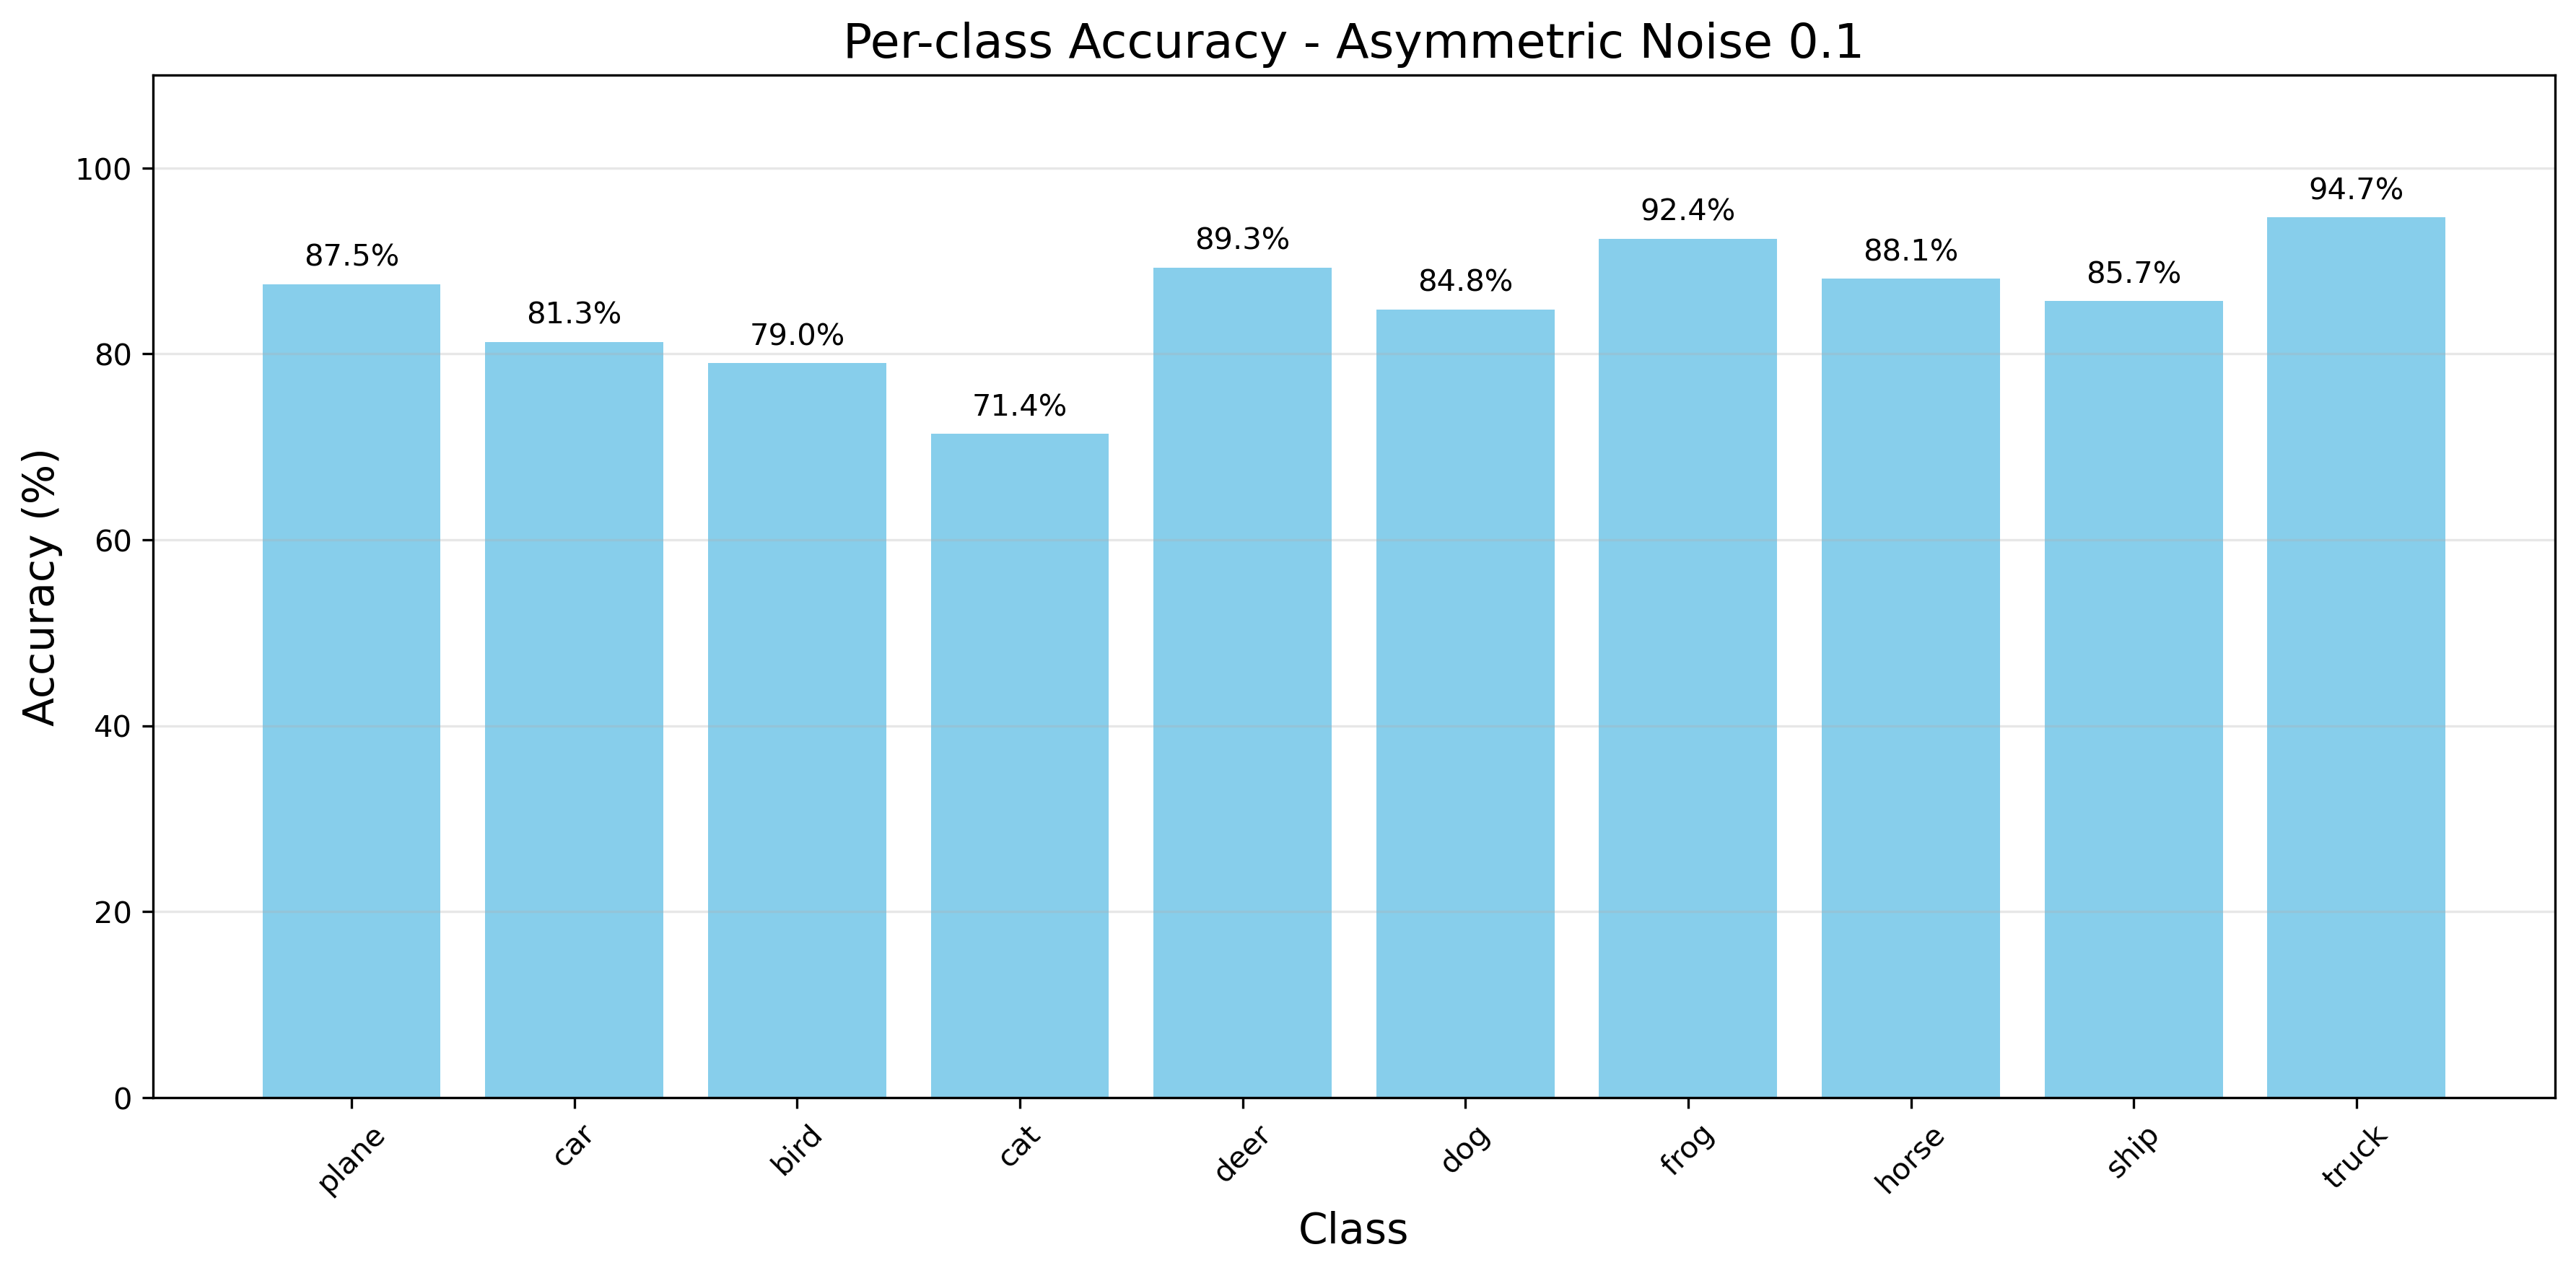 Per-class Accuracy - Asymmetric Noise 0.1
Accuracy (%)
100
80
60
40
20
0
87.5%
81.3%
79.0%
71.4%
89.3%
84.8%
92.4%
88.1%
85.7%
94.7%
plane
car
bird
cat
deer
dog
frog
horse
ship
truck
Class